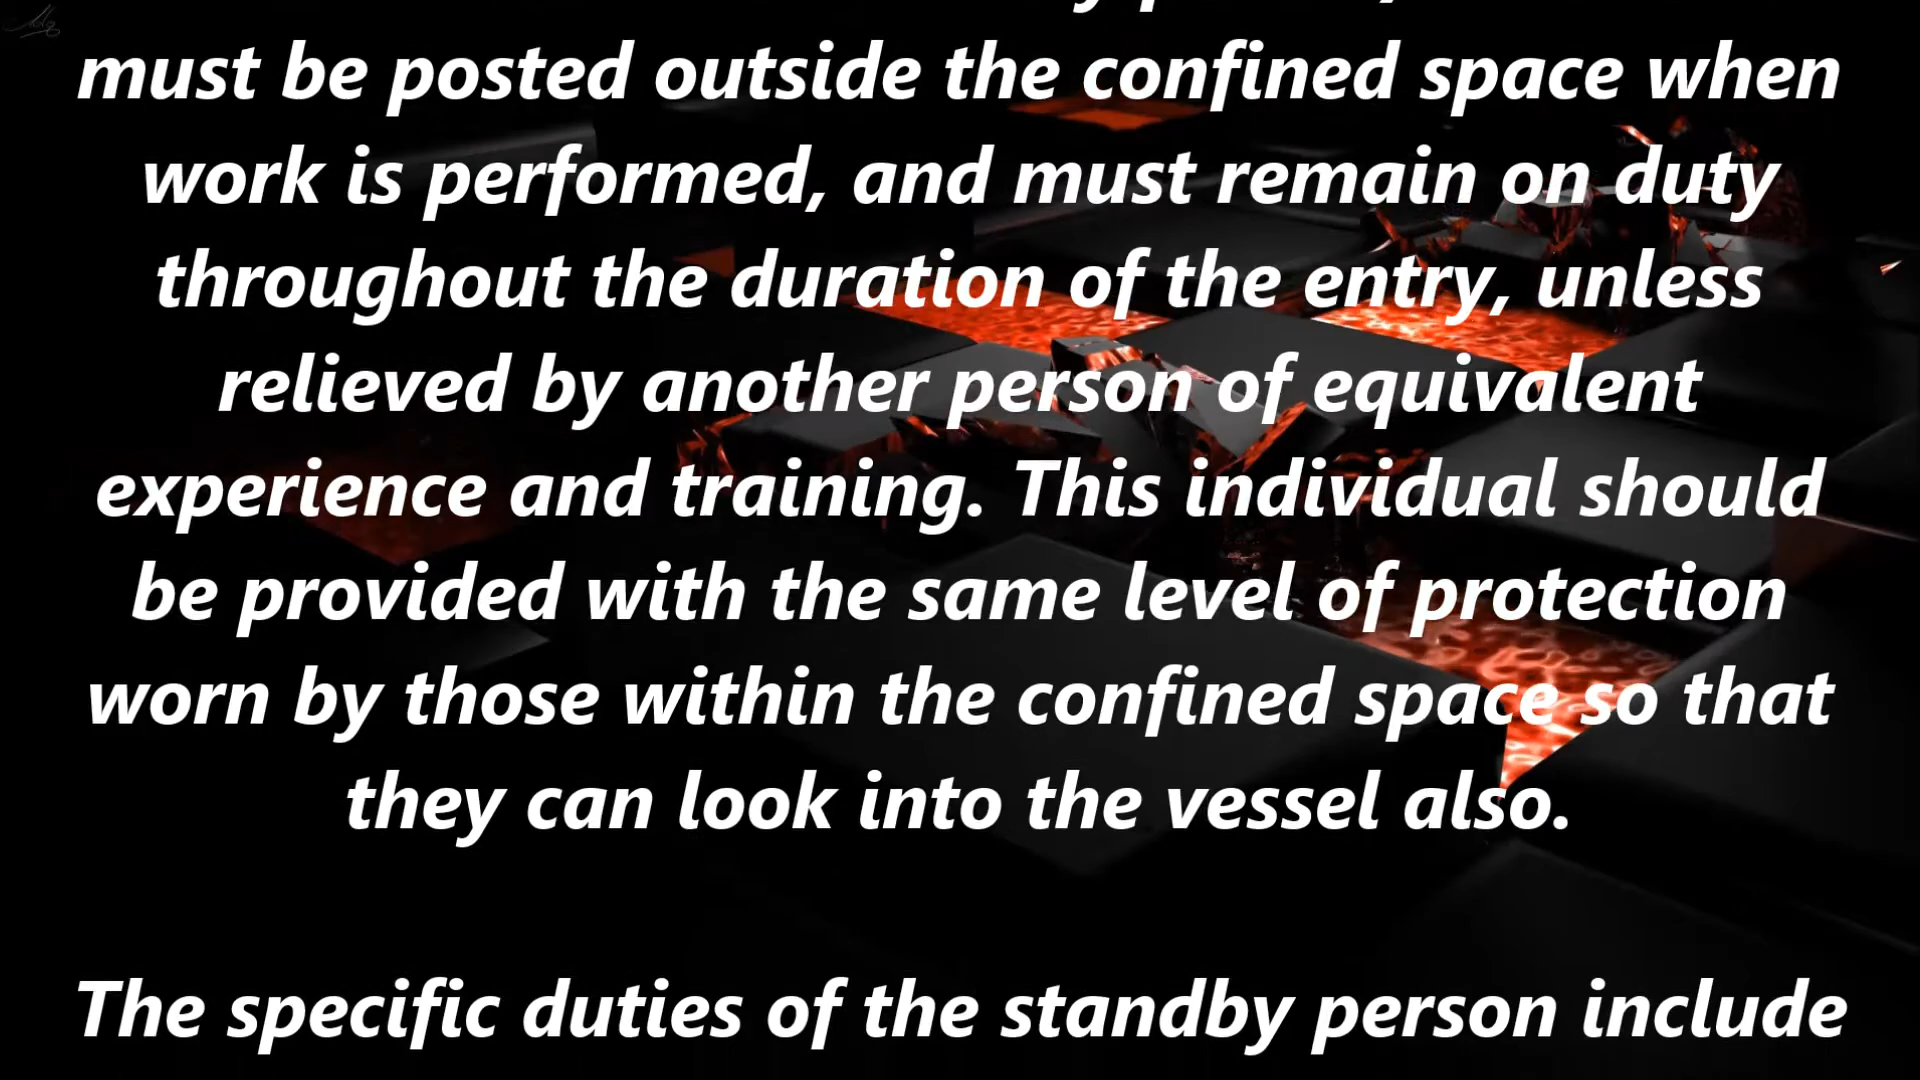 must be posted outside the confined space when
work is performed, and must remain on duty
throughout the duration of the entry, unless
relieved by another person of equivalent
experience and training. This individual should
be provided with the same level of protection
worn by those within the confined space so that
they can look into the vessel also.
The specific duties of the standby person include